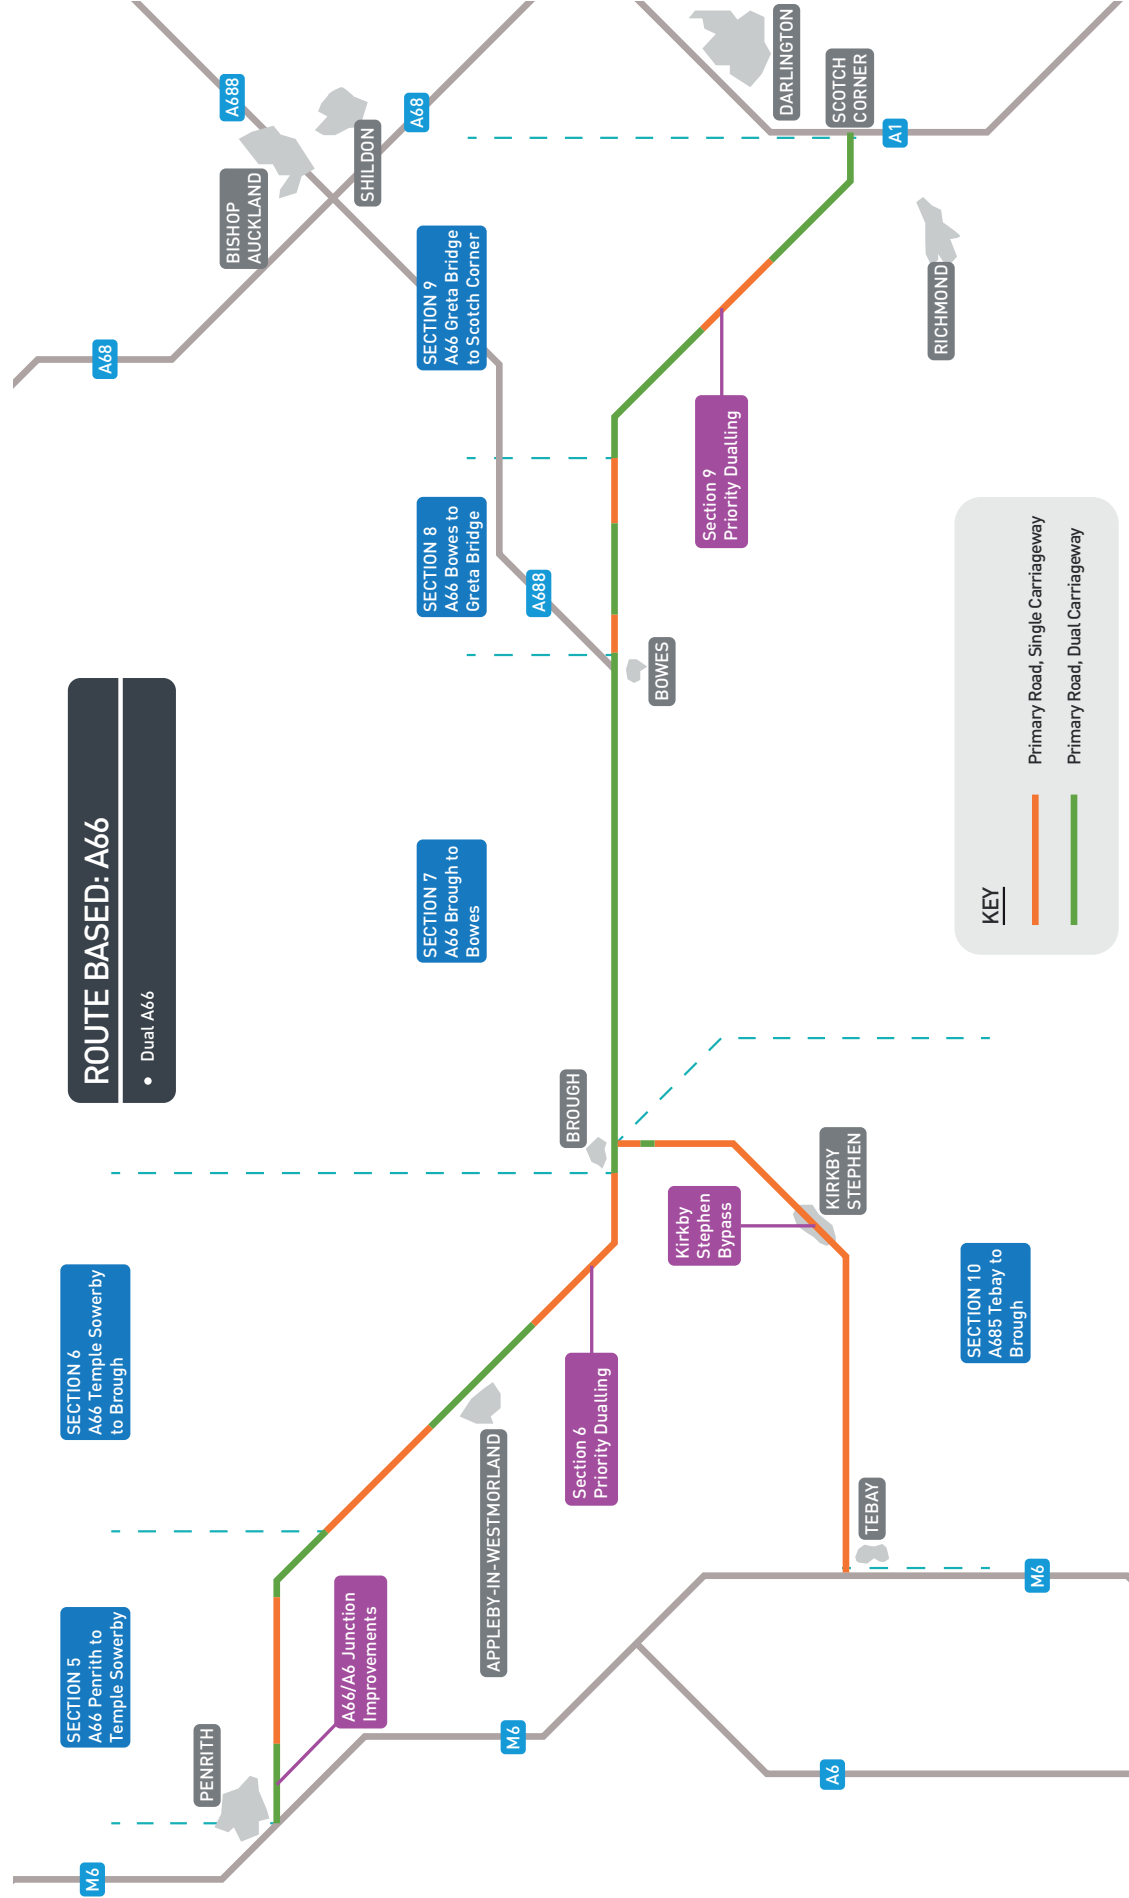 ROUTE BASED: A66
• Dual A66
SECTION 5
A66 Penrith to
Temple Sowerby
SECTION 6
A66 Temple Sowerby
to Brough
SECTION 7
A66 Brough to
Bowes
SECTION 8
A66 Bowes to
Greta Bridge
SECTION 9
A66 Greta Bridge
to Scotch Corner
SECTION 10
A685 Tebay to
Brough
M6
PENRITH
A66/A6 Junction
Improvements
M6
APPLEBY-IN-WESTMORLAND
Section 6
Priority Dualling
BROUGH
Kirkby
Stephen
Bypass
KIRKBY
STEPHEN
TEBAY
M6
A6
BOWES
A688
Section 9
Priority Dualling
A68
BISHOP
AUCKLAND
A688
SHILDON
A68
DARLINGTON
SCOTCH
CORNER
A1
RICHMOND
KEY
Primary Road, Single Carriageway
Primary Road, Dual Carriageway